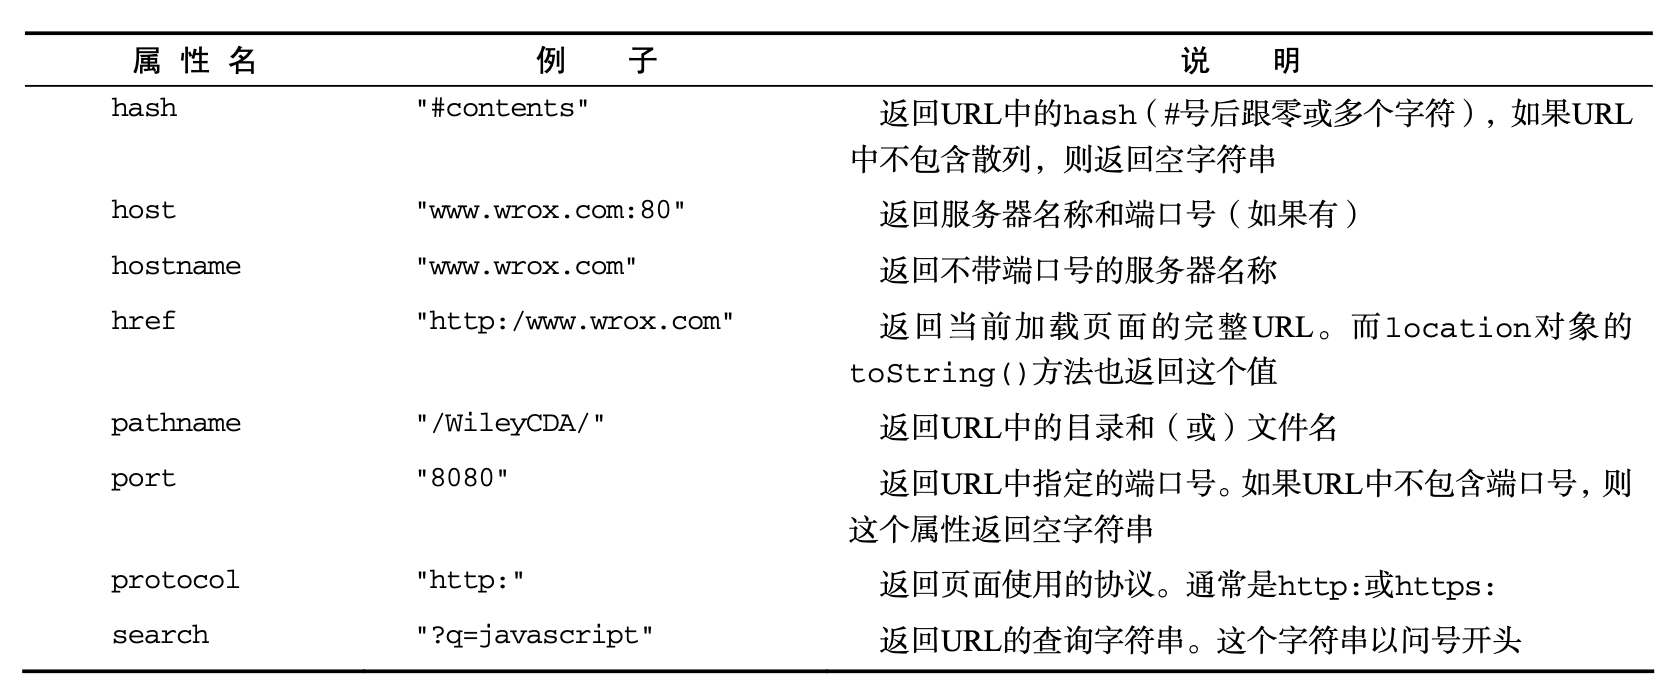 属 性 名 例 子 说 明
hash "#contents" 返回URL中的hash（#号后跟零或多个字符），如果URL
中不包含散列，则返回空字符串
host "www.wrox.com:80" 返回服务器名称和端口号（如果有）
hostname "www.wrox.com" 返回不带端口号的服务器名称
href "http:/www.wrox.com" 返回当前加载页面的完整URL。而location对象的
toString()方法也返回这个值
pathname "/WileyCDA/" 返回URL中的目录和（或）文件名
port "8080" 返回URL中指定的端口号。如果URL中不包含端口号，则
这个属性返回空字符串
protocol "http:" 返回页面使用的协议。通常是http:或https:
search "?q=javascript" 返回URL的查询字符串。这个字符串以问号开头